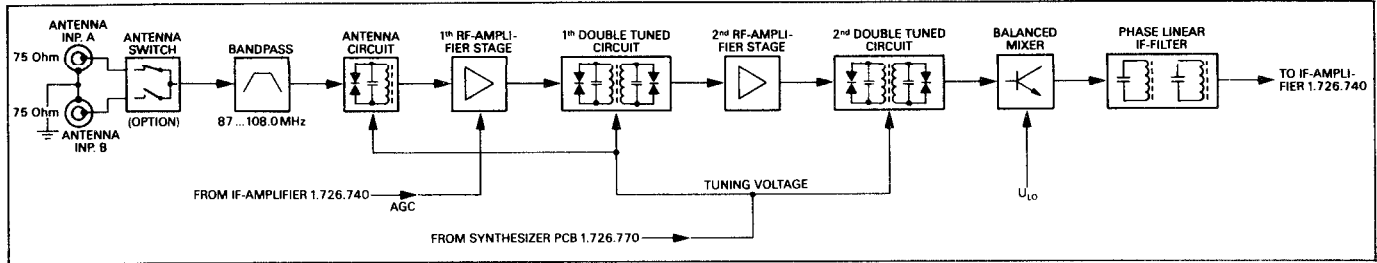 ANTENNA
INP. A
75 Ohm
75 Ohm
ANTENNA
INP. B
ANTENNA
SWITCH
(OPTION)
BANDPASS
87...108.0 MHz
ANTENNA
CIRCUIT
1th RF-AMPLI-
FIER STAGE
1th DOUBLE TUNED
CIRCUIT
2nd RF-AMPLI-
FIER STAGE
2nd DOUBLE TUNED
CIRCUIT
BALANCED
MIXER
PHASE LINEAR
IF-FILTER
TO IF-AMPLI-
FIER 1.726.740
FROM IF-AMPLIFIER 1.726.740
AGC
TUNING VOLTAGE
ULO
FROM SYNTHESIZER PCB 1.726.770